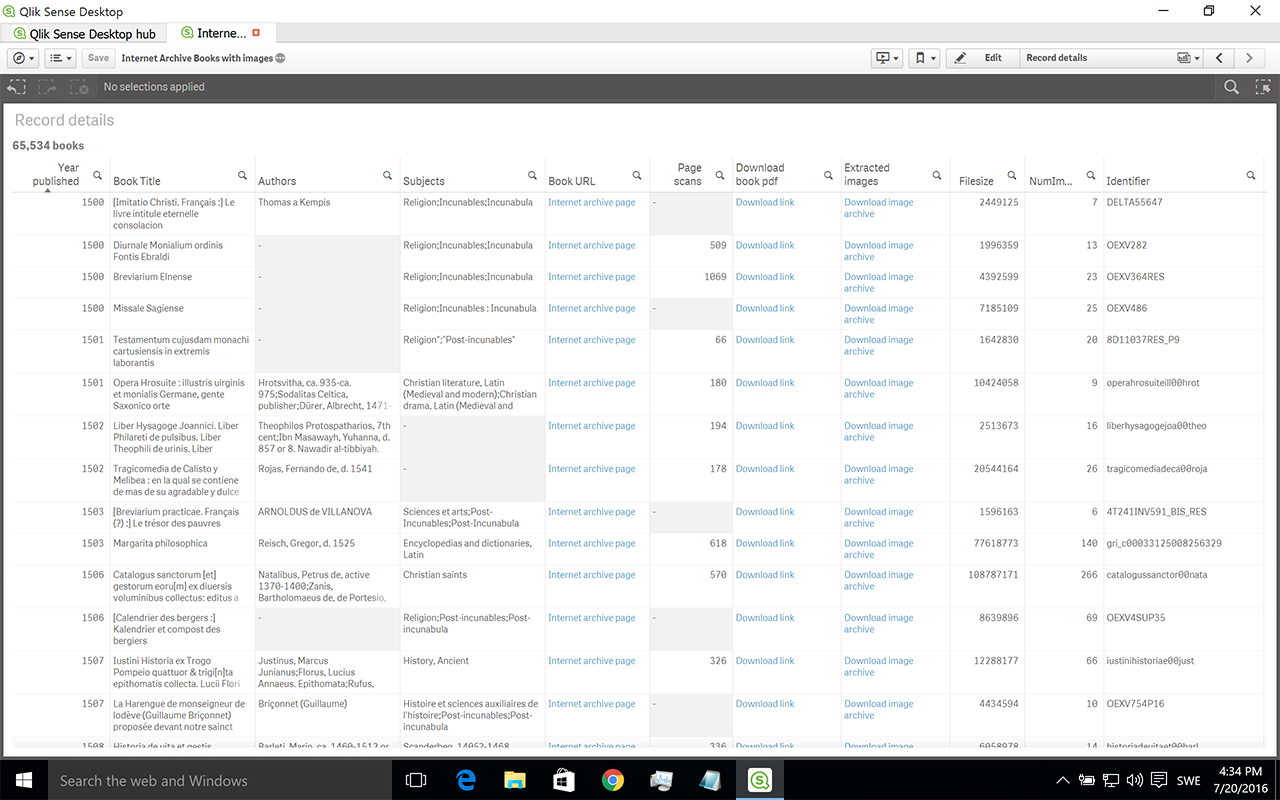 Qlik Sense Desktop
Qlik Sense Desktop hub
Interne...
Save
Internet Archive Books with images
Edit
Record details
No selections applied
Record details
65,534 books
Year published Book Title Authors Subjects Book URL Page scans Download book pdf Extracted images Filesize NumIm... Identifier
1500 [Imitatio Christi. Français :] Le Thomas a Kempis Religion;Incunables;Incunabula Internet archive page - Download link Download image 2449125 7 DELTA55647
livre intitule eternelle archive
consolacion
1500 Diurnale Monialium ordinis - Religion;Incunables;Incunabula Internet archive page 509 Download link Download image 1996359 13 OEXV282
Fontis Ebraldi archive
1500 Breviarium Elnense - Religion;Incunables;Incunabula Internet archive page 1069 Download link Download image 4392599 23 OEXV364RES
archive
1500 Missale Sagiense - Religion;Incunables : Incunabula Internet archive page - Download link Download image 7185109 25 OEXV486
archive
1501 Testamentum cujusdam monachi - Religion";"Post-incunables" Internet archive page 66 Download link Download image 1642830 20 8D11037RES_P9
cartusiensis in extremis archive
laborantis
1501 Opera Hrosuite : illustris uirginis Hrotsvitha, ca. 935-ca. Christian literature, Latin Internet archive page 180 Download link Download image 10424058 9 operahrosuiteill00hrot
et monialis Germane, gente 975;Sodalitas Celtica, (Medieval and modern);Christian archive
Saxonico orte publisher;Dürer, Albrecht, 1471- drama, Latin (Medieval and
1502 Liber Hysagoge Joannici. Liber Theophilos Protospatharios, 7th - Internet archive page 194 Download link Download image 2513673 16 liberhysagogejoa00theo
Philareti de pulsibus. Liber cent;Ibn Masawayh, Yuhanna, d. archive
Theophili de urinis. Liber 857 or 8. Nawadir al-tibbiyah.
1502 Tragicomedia de Calisto y Rojas, Fernando de, d. 1541 - Internet archive page 178 Download link Download image 20544164 26 tragicomediadeca00roja
Melibea : en la qual se contiene archive
de mas de su agradable y dulce
1503 [Breviarium practicae. Français ARNOLDUS de VILLANOVA Sciences et arts;Post- Internet archive page - Download link Download image 1596163 6 4T241INV591_BIS_RES
(?) :] Le trésor des pauvres Incunables;Post-Incunabula archive
1503 Margarita philosophica Reisch, Gregor, d. 1525 Encyclopedias and dictionaries, Internet archive page 618 Download link Download image 77618773 140 gri_c00033125008256329
Latin archive
1506 Catalogus sanctorum [et] Natalibus, Petrus de, active Christian saints Internet archive page 570 Download link Download image 108787171 266 catalogussanctor00nata
gestorum eoru[m] ex diuersis 1370-1400;Zanis, archive
voluminibus collectus: editus a Bartholomaeus de, de Portesio,
1506 [Calendrier des bergers :] - Religion;Post-incunables;Post- Internet archive page - Download link Download image 8639896 69 OEXV4SUP35
Kalendrier et compost des incunabula archive
bergiers
1507 Iustini Historia ex Trogo Justinus, Marcus History, Ancient Internet archive page 326 Download link Download image 12288177 66 iustinihistoriae00just
Pompeio quattuor & trigi[n]ta Junianus;Florus, Lucius archive
epithomatis collecta. Lucii Flori Annaeus. Epithomata;Rufus,
1507 La Harengue de monseigneur de Briçonnet (Guillaume) Histoire et sciences auxiliaires de Internet archive page - Download link Download image 4434594 10 OEXV754P16
lodève (Guillaume Briçonnet) l'histoire;Post-incunables;Post- archive
proposée devant notre sainct incunabula
1508 Historia de uita et gestis Barleti, Marin, ca. 1460-1512 or Scanderbeg, 1405?-1468 Internet archive page 336 Download link Download image 6058978 14 historiadeuitaet00barl
Search the web and Windows
SWE
4:34 PM
7/20/2016